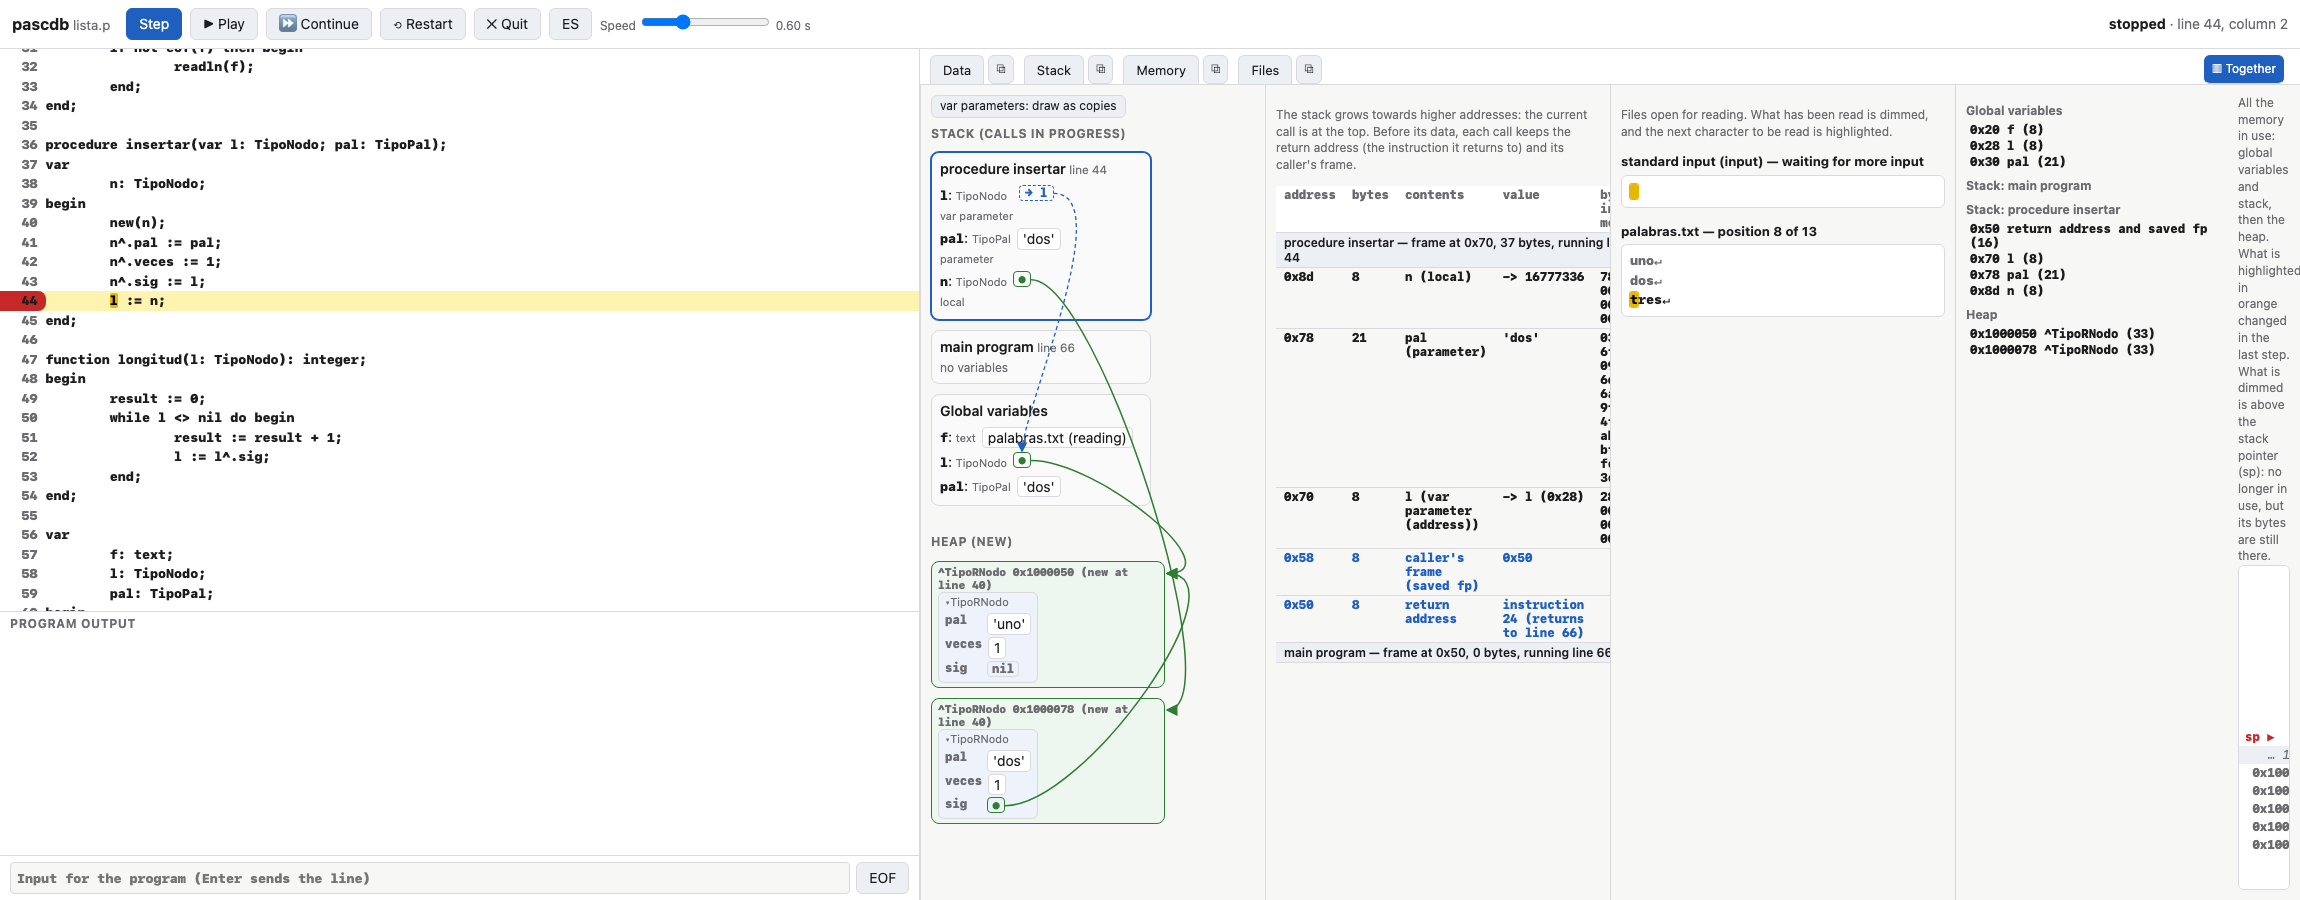 pascdb lista.p Step ▶ Play ⏩ Continue ⟲ Restart ✕ Quit ES Speed 0.60 s
stopped · line 44, column 2
32 readln(f);
33 end;
34 end;
35
36 procedure insertar(var l: TipoNodo; pal: TipoPal);
37 var
38 n: TipoNodo;
39 begin
40 new(n);
41 n^.pal := pal;
42 n^.veces := 1;
43 n^.sig := l;
44 l := n;
45 end;
46
47 function longitud(l: TipoNodo): integer;
48 begin
49 result := 0;
50 while l <> nil do begin
51 result := result + 1;
52 l := l^.sig;
53 end;
54 end;
55
56 var
57 f: text;
58 l: TipoNodo;
59 pal: TipoPal;
PROGRAM OUTPUT
Input for the program (Enter sends the line)
EOF
Data Stack Memory Files
Together
var parameters: draw as copies
STACK (CALLS IN PROGRESS)
procedure insertar line 44
l: TipoNodo → l
var parameter
pal: TipoPal 'dos'
parameter
n: TipoNodo
local
main program line 66
no variables
Global variables
f: text palabras.txt (reading)
l: TipoNodo
pal: TipoPal 'dos'
HEAP (NEW)
^TipoRNodo 0x1000050 (new at
line 40)
▾TipoRNodo
pal 'uno'
veces 1
sig nil
^TipoRNodo 0x1000078 (new at
line 40)
▾TipoRNodo
pal 'dos'
veces 1
sig
The stack grows towards higher addresses: the current
call is at the top. Before its data, each call keeps the
return address (the instruction it returns to) and its
caller's frame.
address bytes contents value
procedure insertar — frame at 0x70, 37 bytes, running
44
0x8d 8 n (local) -> 16777336
0x78 21 pal 'dos'
(parameter)
0x70 8 l (var -> l (0x28)
parameter
(address))
0x58 8 caller's 0x50
frame
(saved fp)
0x50 8 return instruction
address 24 (returns
to line 66)
main program — frame at 0x50, 0 bytes, running line 66
Files open for reading. What has been read is dimmed,
and the next character to be read is highlighted.
standard input (input) — waiting for more input
palabras.txt — position 8 of 13
uno↵
dos↵
tres↵
Global variables
0x20 f (8)
0x28 l (8)
0x30 pal (21)
Stack: main program
Stack: procedure insertar
0x50 return address and saved fp
(16)
0x70 l (8)
0x78 pal (21)
0x8d n (8)
Heap
0x1000050 ^TipoRNodo (33)
0x1000078 ^TipoRNodo (33)
All the
memory
in use:
global
variables
and
stack,
then the
heap.
What is
highlighted
in
orange
changed
in the
last step.
What is
dimmed
is above
the
stack
pointer
(sp): no
longer in
use, but
its bytes
are still
there.
sp ▶
… 1
0x100
0x100
0x100
0x100
0x100